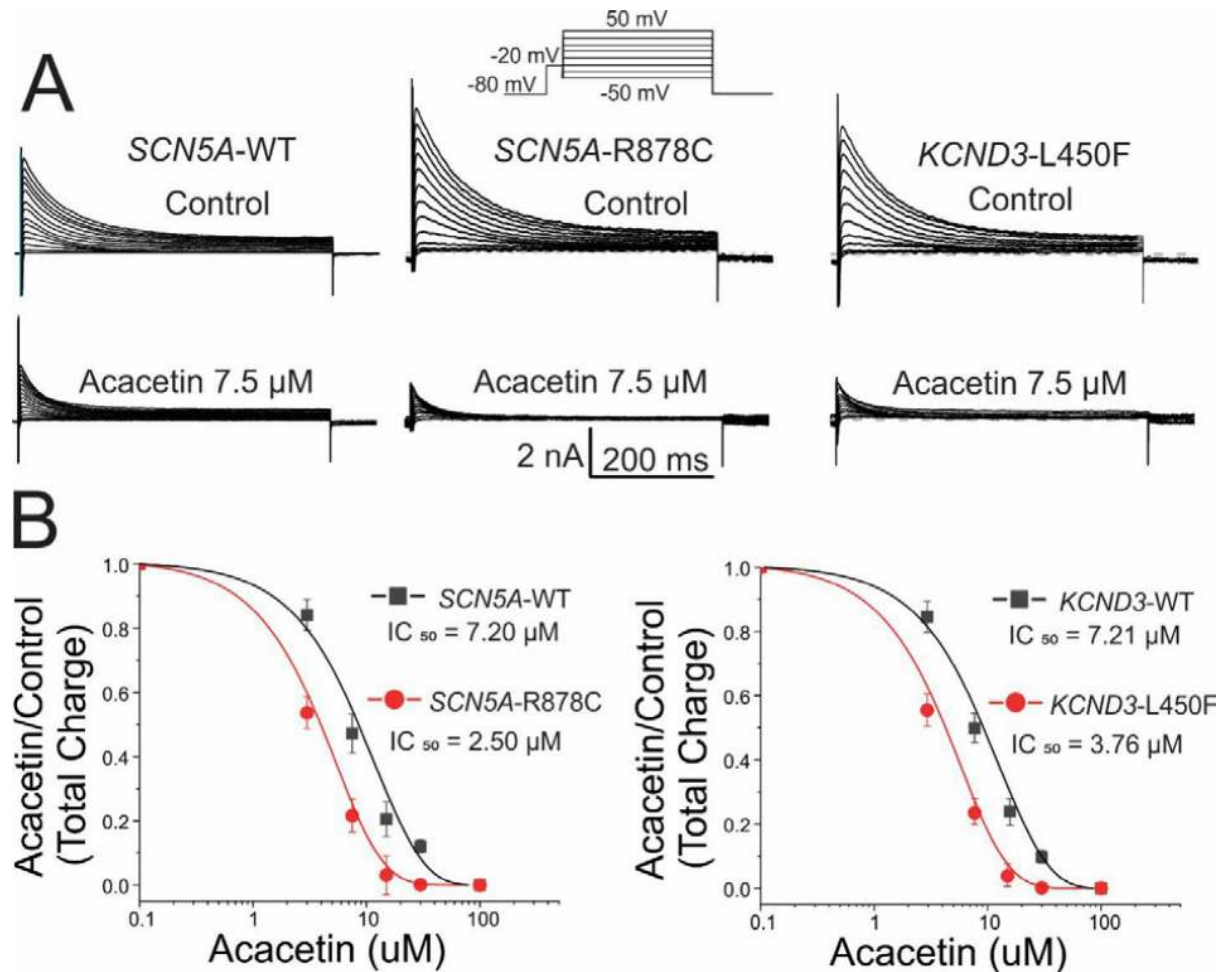 A
50 mV
-20 mV
-80 mV
-50 mV
SCN5A-WT
Control
SCN5A-R878C
Control
KCND3-L450F
Control
Acacetin 7.5 µM
Acacetin 7.5 µM
Acacetin 7.5 µM
2 nA
200 ms
B
Acacetin/Control
(Total Charge)
1.0
0.8
0.6
0.4
0.2
0.0
SCN5A-WT
IC 50 = 7.20 µM
SCN5A-R878C
IC 50 = 2.50 µM
0.1
1
10
100
Acacetin (uM)
Acacetin/Control
(Total Charge)
1.0
0.8
0.6
0.4
0.2
0.0
KCND3-WT
IC 50 = 7.21 µM
KCND3-L450F
IC 50 = 3.76 µM
0.1
1
10
100
Acacetin (uM)